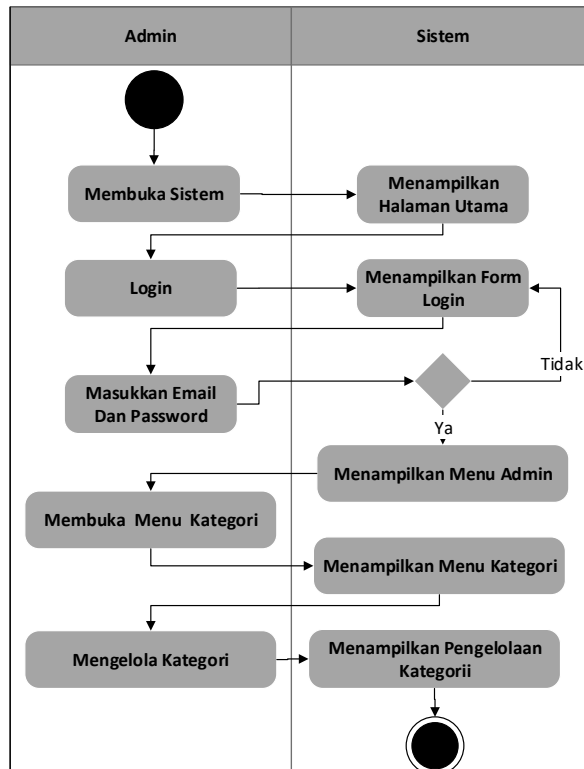 Admin
Sistem
Membuka Sistem
Menampilkan
Halaman Utama
Login
Menampilkan Form
Login
Tidak
Masukkan Email
Dan Password
Ya
Menampilkan Menu Admin
Membuka Menu Kategori
Menampilkan Menu Kategori
Mengelola Kategori
Menampilkan Pengelolaan
Kategorii